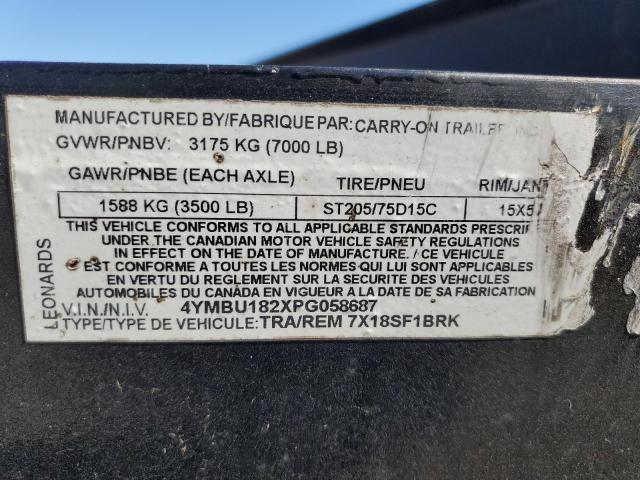 MANUFACTURED BY/FABRIQUE PAR: CARRY-ON TRAILER
GVWR/PNBV: 3175 KG (7000 LB)
GAWR/PNBE (EACH AXLE) TIRE/PNEU RIM/JAN
1588 KG (3500 LB) ST205/75D15C 15X5
THIS VEHICLE CONFORMS TO ALL APPLICABLE STANDARDS PRESCRI
UNDER THE CANADIAN MOTOR VEHICLE SAFETY REGULATIONS
IN EFFECT ON THE DATE OF MANUFACTURE. / CE VEHICULE
EST CONFORME A TOUTES LES NORMES QUI LUI SONT APPLICABLES
EN VERTU DU REGLEMENT SUR LA SECURITE DES VEHICULES
AUTOMOBILES DU CANADA EN VIGUEUR A LA DATE DE SA FABRICATION
V.I.N./N.I.V. 4YMBU182XPG058687
TYPE/TYPE DE VEHICULE: TRA/REM 7X18SF1BRK
LEONARDS